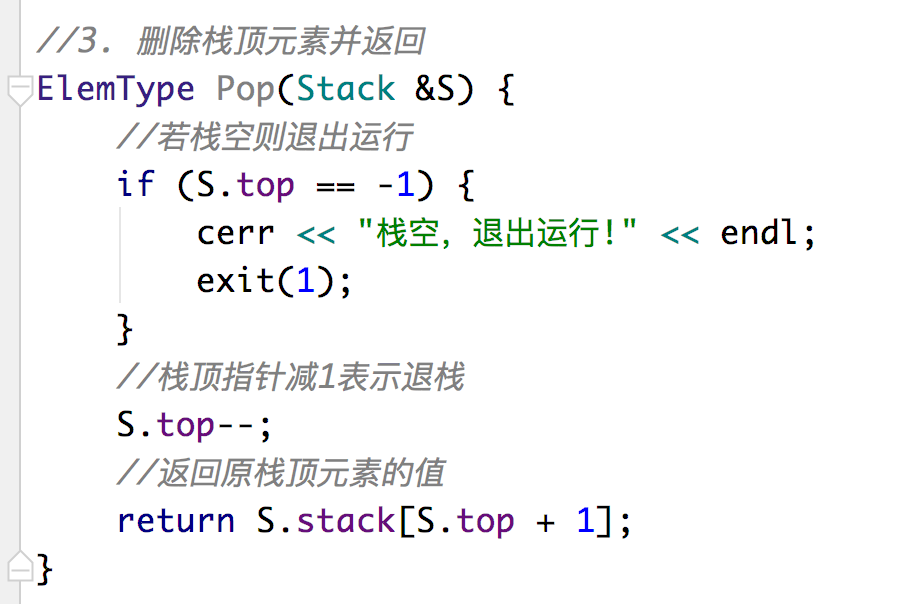 //3. 删除栈顶元素并返回
ElemType Pop(Stack &S) {
    //若栈空则退出运行
    if (S.top == -1) {
        cerr << "栈空, 退出运行!" << endl;
        exit(1);
    }
    //栈顶指针减1表示退栈
    S.top--;
    //返回原栈顶元素的值
    return S.stack[S.top + 1];
}